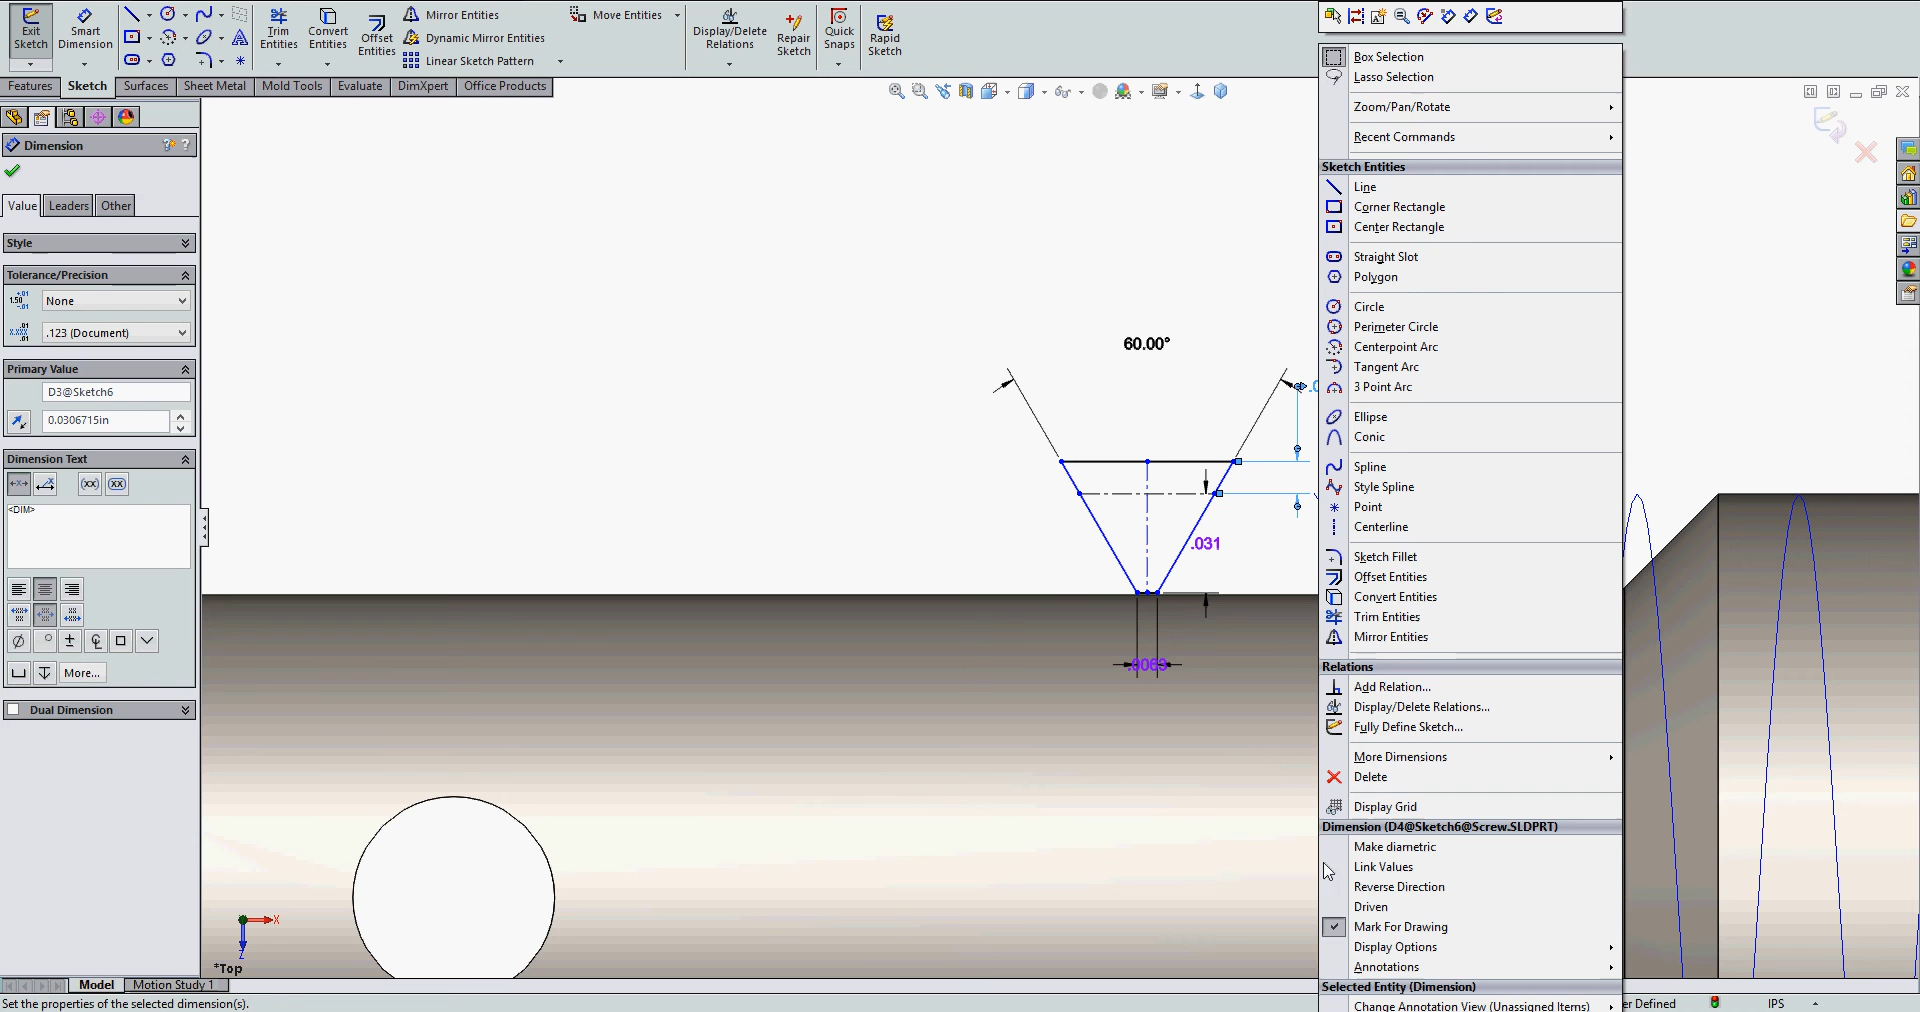 Exit
Sketch
Smart
Dimension
Trim
Entities
Convert
Entities
Offset
Entities
Mirror Entities
Dynamic Mirror Entities
Linear Sketch Pattern
Move Entities
Display/Delete
Relations
Repair
Sketch
Quick
Snaps
Rapid
Sketch
Features
Sketch
Surfaces
Sheet Metal
Mold Tools
Evaluate
DimXpert
Office Products
Dimension
Value
Leaders
Other
Style
Tolerance/Precision
None
.123 (Document)
Primary Value
D3@Sketch6
0.0306715in
Dimension Text
<DIM>
More...
Dual Dimension
60.00°
.031
.0063
X
Z
*Top
Box Selection
Lasso Selection
Zoom/Pan/Rotate
Recent Commands
Sketch Entities
Line
Corner Rectangle
Center Rectangle
Straight Slot
Polygon
Circle
Perimeter Circle
Centerpoint Arc
Tangent Arc
3 Point Arc
Ellipse
Conic
Spline
Style Spline
Point
Centerline
Sketch Fillet
Offset Entities
Convert Entities
Trim Entities
Mirror Entities
Relations
Add Relation...
Display/Delete Relations...
Fully Define Sketch...
More Dimensions
Delete
Display Grid
Dimension (D4@Sketch6@Screw.SLDPRT)
Make diametric
Link Values
Reverse Direction
Driven
Mark For Drawing
Display Options
Annotations
Selected Entity (Dimension)
Change Annotation View (Unassigned Items)
Model
Motion Study 1
Set the properties of the selected dimension(s).
er Defined
IPS